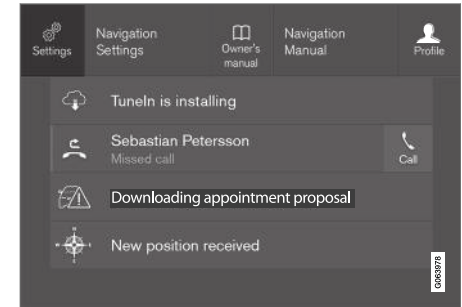 Settings
Navigation
Settings
Owner's
manual
Navigation
Manual
Profile
TuneIn is installing
Sebastian Petersson
Missed call
Call
Downloading appointment proposal
New position received
G063978